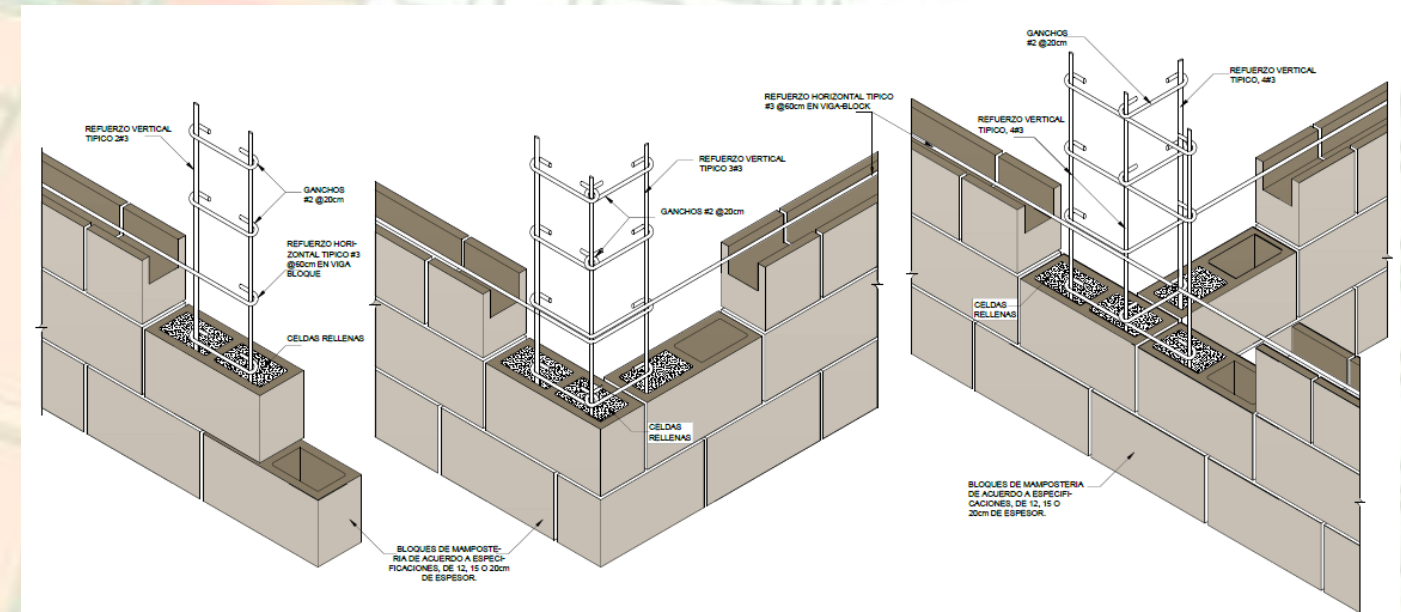 REFUERZO VERTICAL
TIPICO 2#3
GANCHOS
#2 @20cm
REFUERZO HORI-
ZONTAL TIPICO #3
@60cm EN VIGA
BLOQUE
CELDAS RELLENAS
BLOQUES DE MAMPOSTE-
RIA DE ACUERDO A ESPECI-
FICACIONES, DE 12, 15 O 20cm
DE ESPESOR.
REFUERZO VERTICAL
TIPICO 3#3
GANCHOS #2 @20cm
CELDAS
RELLENAS
REFUERZO HORIZONTAL TIPICO
#3 @60cm EN VIGA-BLOCK
GANCHOS
#2 @20cm
REFUERZO VERTICAL
TIPICO, 4#3
REFUERZO VERTICAL
TIPICO, 4#3
CELDAS
RELLENAS
BLOQUES DE MAMPOSTERIA
DE ACUERDO A ESPECIFI-
CACIONES, DE 12, 15 O
20cm DE ESPESOR.